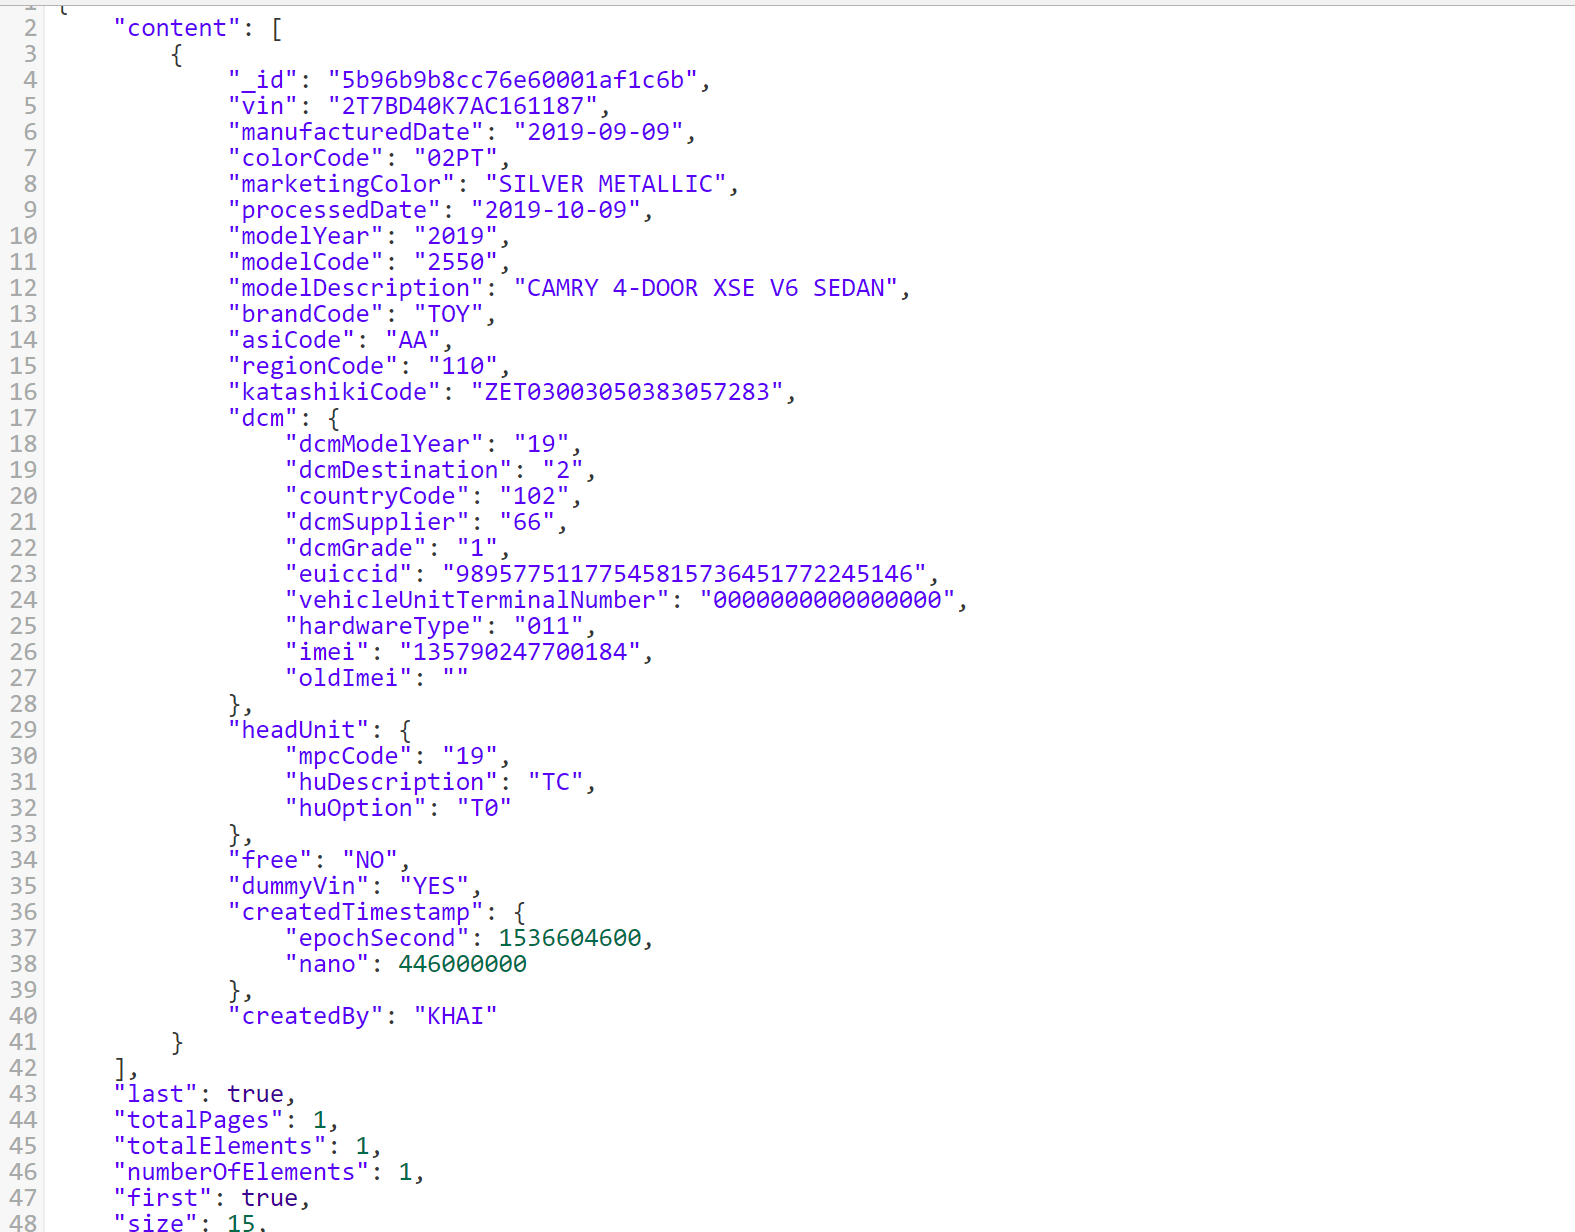 1 {
2 "content": [
3 {
4 "_id": "5b96b9b8cc76e60001af1c6b",
5 "vin": "2T7BD40K7AC161187",
6 "manufacturedDate": "2019-09-09",
7 "colorCode": "02PT",
8 "marketingColor": "SILVER METALLIC",
9 "processedDate": "2019-10-09",
10 "modelYear": "2019",
11 "modelCode": "2550",
12 "modelDescription": "CAMRY 4-DOOR XSE V6 SEDAN",
13 "brandCode": "TOY",
14 "asiCode": "AA",
15 "regionCode": "110",
16 "katashikiCode": "ZET03003050383057283",
17 "dcm": {
18 "dcmModelYear": "19",
19 "dcmDestination": "2",
20 "countryCode": "102",
21 "dcmSupplier": "66",
22 "dcmGrade": "1",
23 "euiccid": "98957751177545815736451772245146",
24 "vehicleUnitTerminalNumber": "0000000000000000",
25 "hardwareType": "011",
26 "imei": "135790247700184",
27 "oldImei": ""
28 },
29 "headUnit": {
30 "mpcCode": "19",
31 "huDescription": "TC",
32 "huOption": "T0"
33 },
34 "free": "NO",
35 "dummyVin": "YES",
36 "createdTimestamp": {
37 "epochSecond": 1536604600,
38 "nano": 446000000
39 },
40 "createdBy": "KHAI"
41 }
42 ],
43 "last": true,
44 "totalPages": 1,
45 "totalElements": 1,
46 "numberOfElements": 1,
47 "first": true,
48 "size": 15,